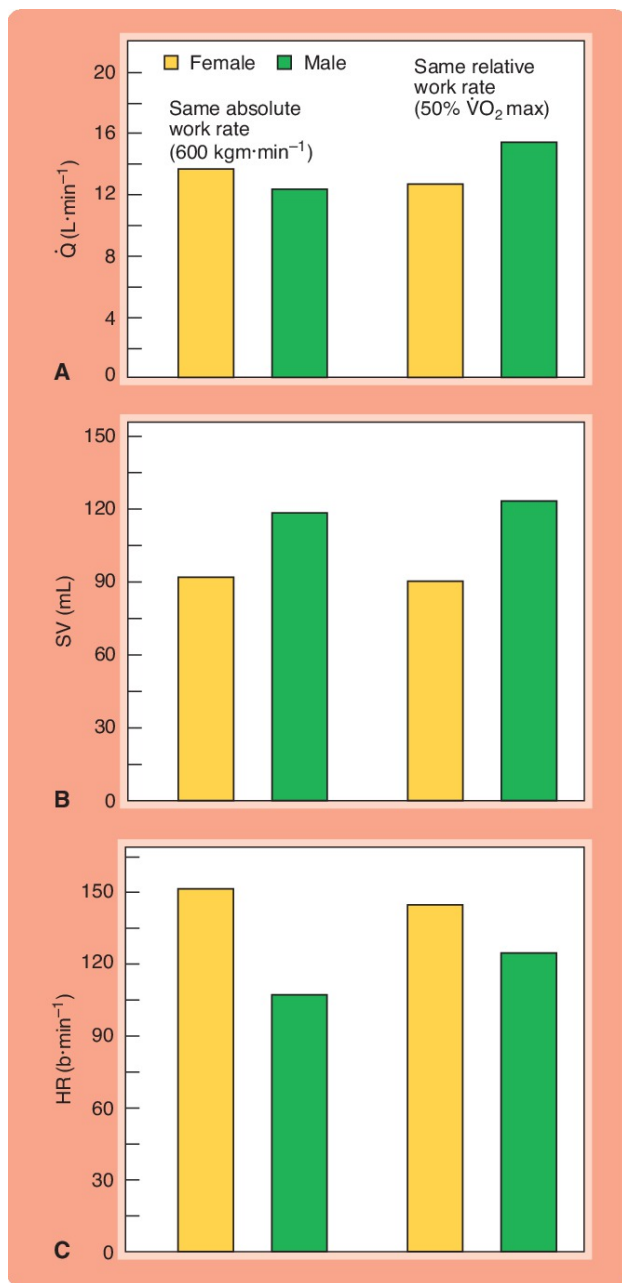 20
16
12
8
4
0
Q̇ (L·min⁻¹)
A
Female
Male
Same absolute
work rate
(600 kgm·min⁻¹)
Same relative
work rate
(50% V̇O₂ max)
150
120
90
60
30
0
SV (mL)
B
150
120
90
60
30
0
HR (b·min⁻¹)
C